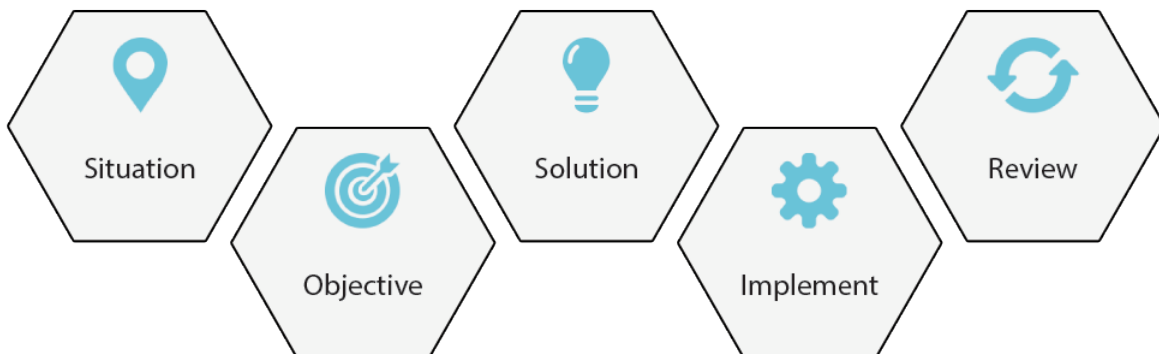 Situation
Objective
Solution
Implement
Review